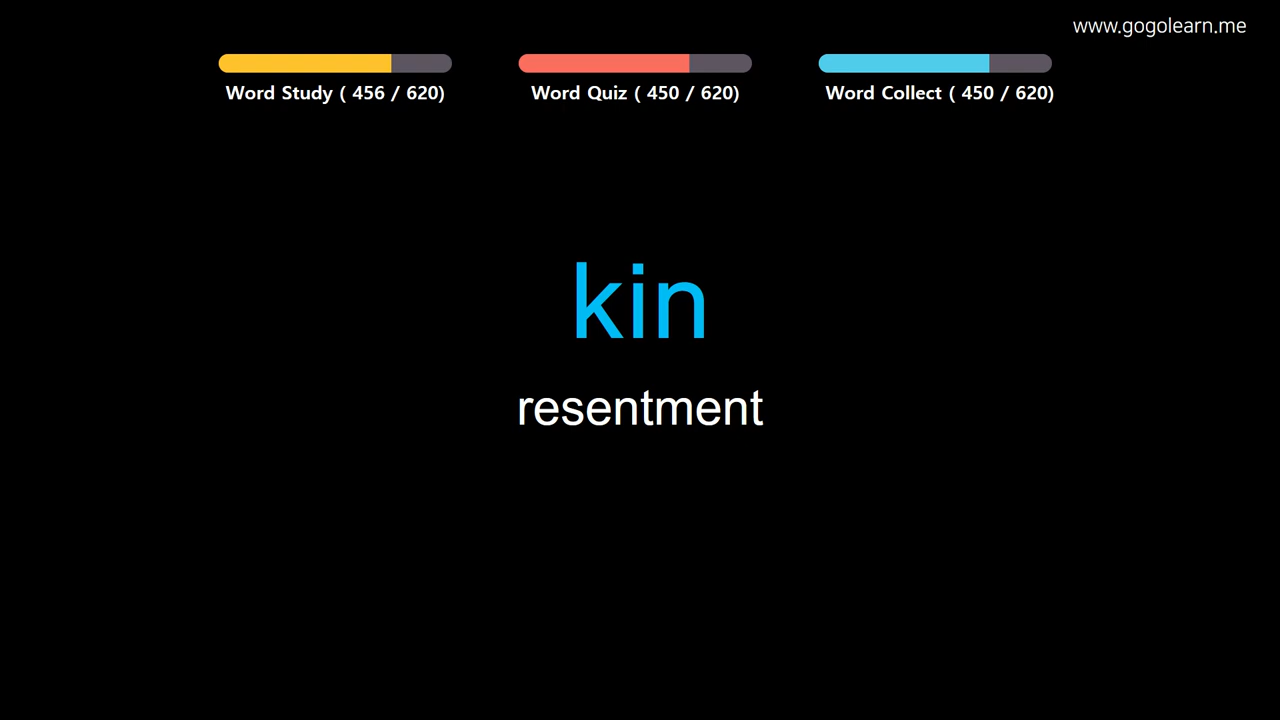 www.gogolearn.me
Word Study ( 456 / 620)
Word Quiz ( 450 / 620)
Word Collect ( 450 / 620)
kin
resentment